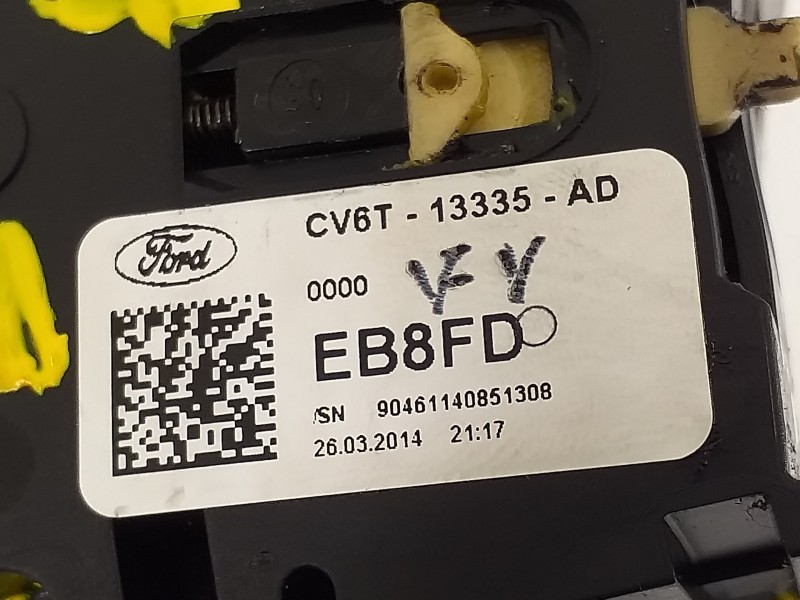 CV6T - 13335 - AD
Ford
0000
EB8FD
/SN 90461140851308
26.03.2014 21:17